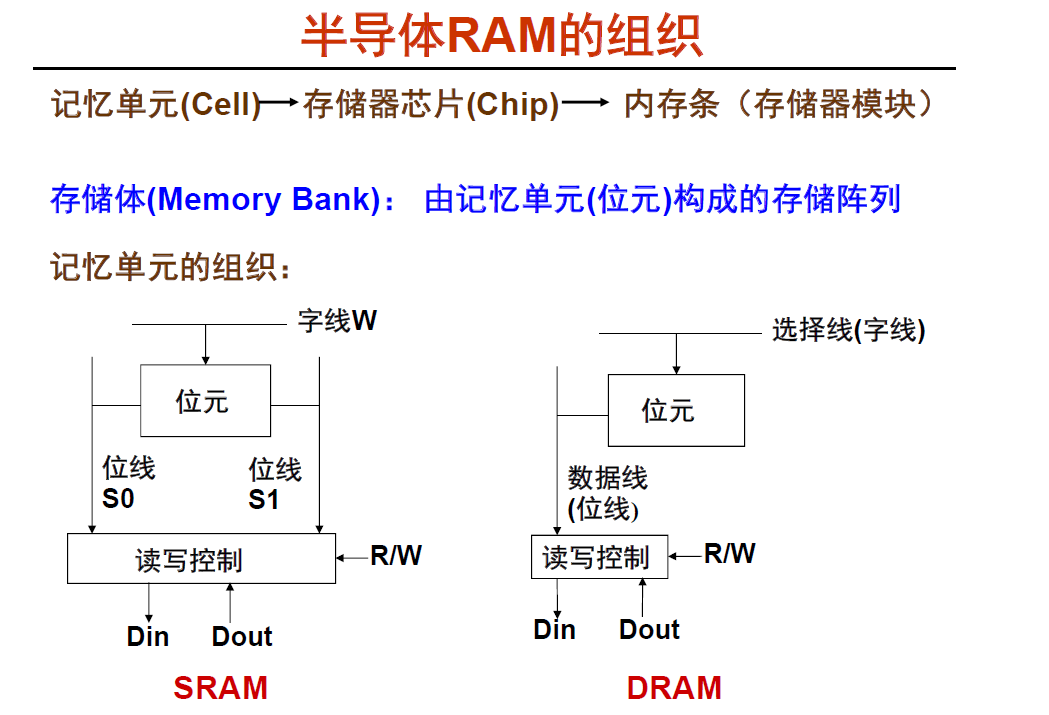 半导体RAM的组织
记忆单元(Cell)→存储器芯片(Chip)→ 内存条（存储器模块）
存储体(Memory Bank)： 由记忆单元(位元)构成的存储阵列
记忆单元的组织：
字线W
位元
位线
S0
位线
S1
读写控制
R/W
Din
Dout
SRAM
选择线(字线)
位元
数据线
(位线)
读写控制
R/W
Din
Dout
DRAM